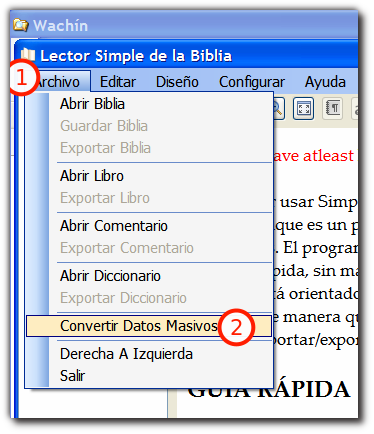 Wachín
Lector Simple de la Biblia
1
Archivo Editar Diseño Configurar Ayuda
Abrir Biblia
Guardar Biblia
Exportar Biblia
Abrir Libro
Exportar Libro
Abrir Comentario
Exportar Comentario
Abrir Diccionario
Exportar Diccionario
Convertir Datos Masivos
2
Derecha A Izquierda
Salir
ave atleast
usar Simp
que es un p
. El progran
pida, sin ma
tá orientado
e manera qu
portar/expor
GUIA RÁPIDA